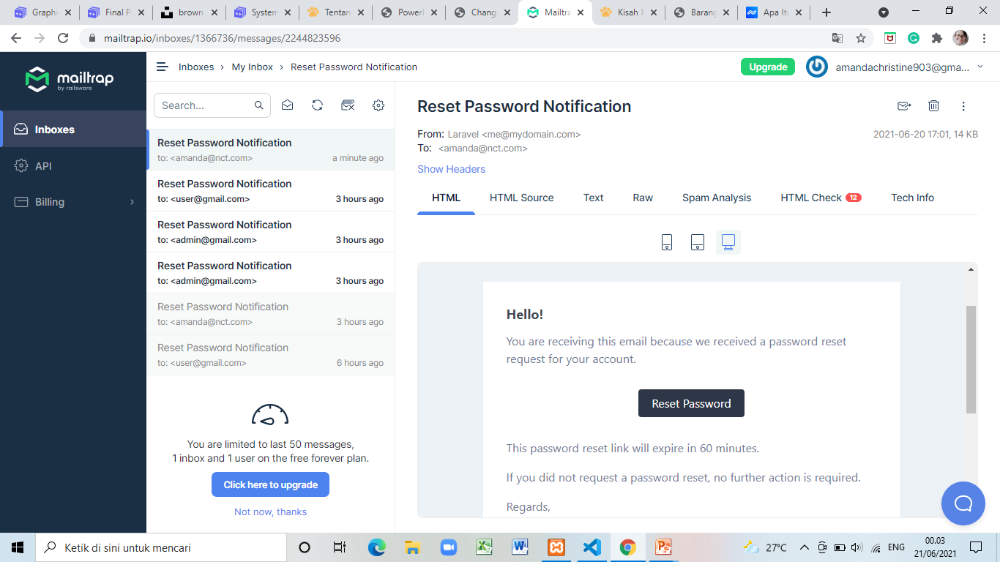 Graphi
Final P
brown
System
Tentan
PowerF
Change
Mailtra
Kisah M
Barang
Apa Itu
mailtrap.io/inboxes/1366736/messages/2244823596
mailtrap
by railsware
Inboxes
API
Billing
Inboxes › My Inbox › Reset Password Notification
Upgrade
amandachristine903@gma...
Search...
Reset Password Notification
to: <amanda@nct.com> a minute ago
Reset Password Notification
to: <user@gmail.com> 3 hours ago
Reset Password Notification
to: <admin@gmail.com> 3 hours ago
Reset Password Notification
to: <admin@gmail.com> 3 hours ago
Reset Password Notification
to: <amanda@nct.com> 3 hours ago
Reset Password Notification
to: <user@gmail.com> 6 hours ago
You are limited to last 50 messages,
1 inbox and 1 user on the free forever plan.
Click here to upgrade
Not now, thanks
Reset Password Notification
From: Laravel <me@mydomain.com> 2021-06-20 17:01, 14 KB
To: <amanda@nct.com>
Show Headers
HTML HTML Source Text Raw Spam Analysis HTML Check 12 Tech Info
Hello!
You are receiving this email because we received a password reset
request for your account.
Reset Password
This password reset link will expire in 60 minutes.
If you did not request a password reset, no further action is required.
Regards,
Ketik di sini untuk mencari
27°C
ENG
00.03
21/06/2021